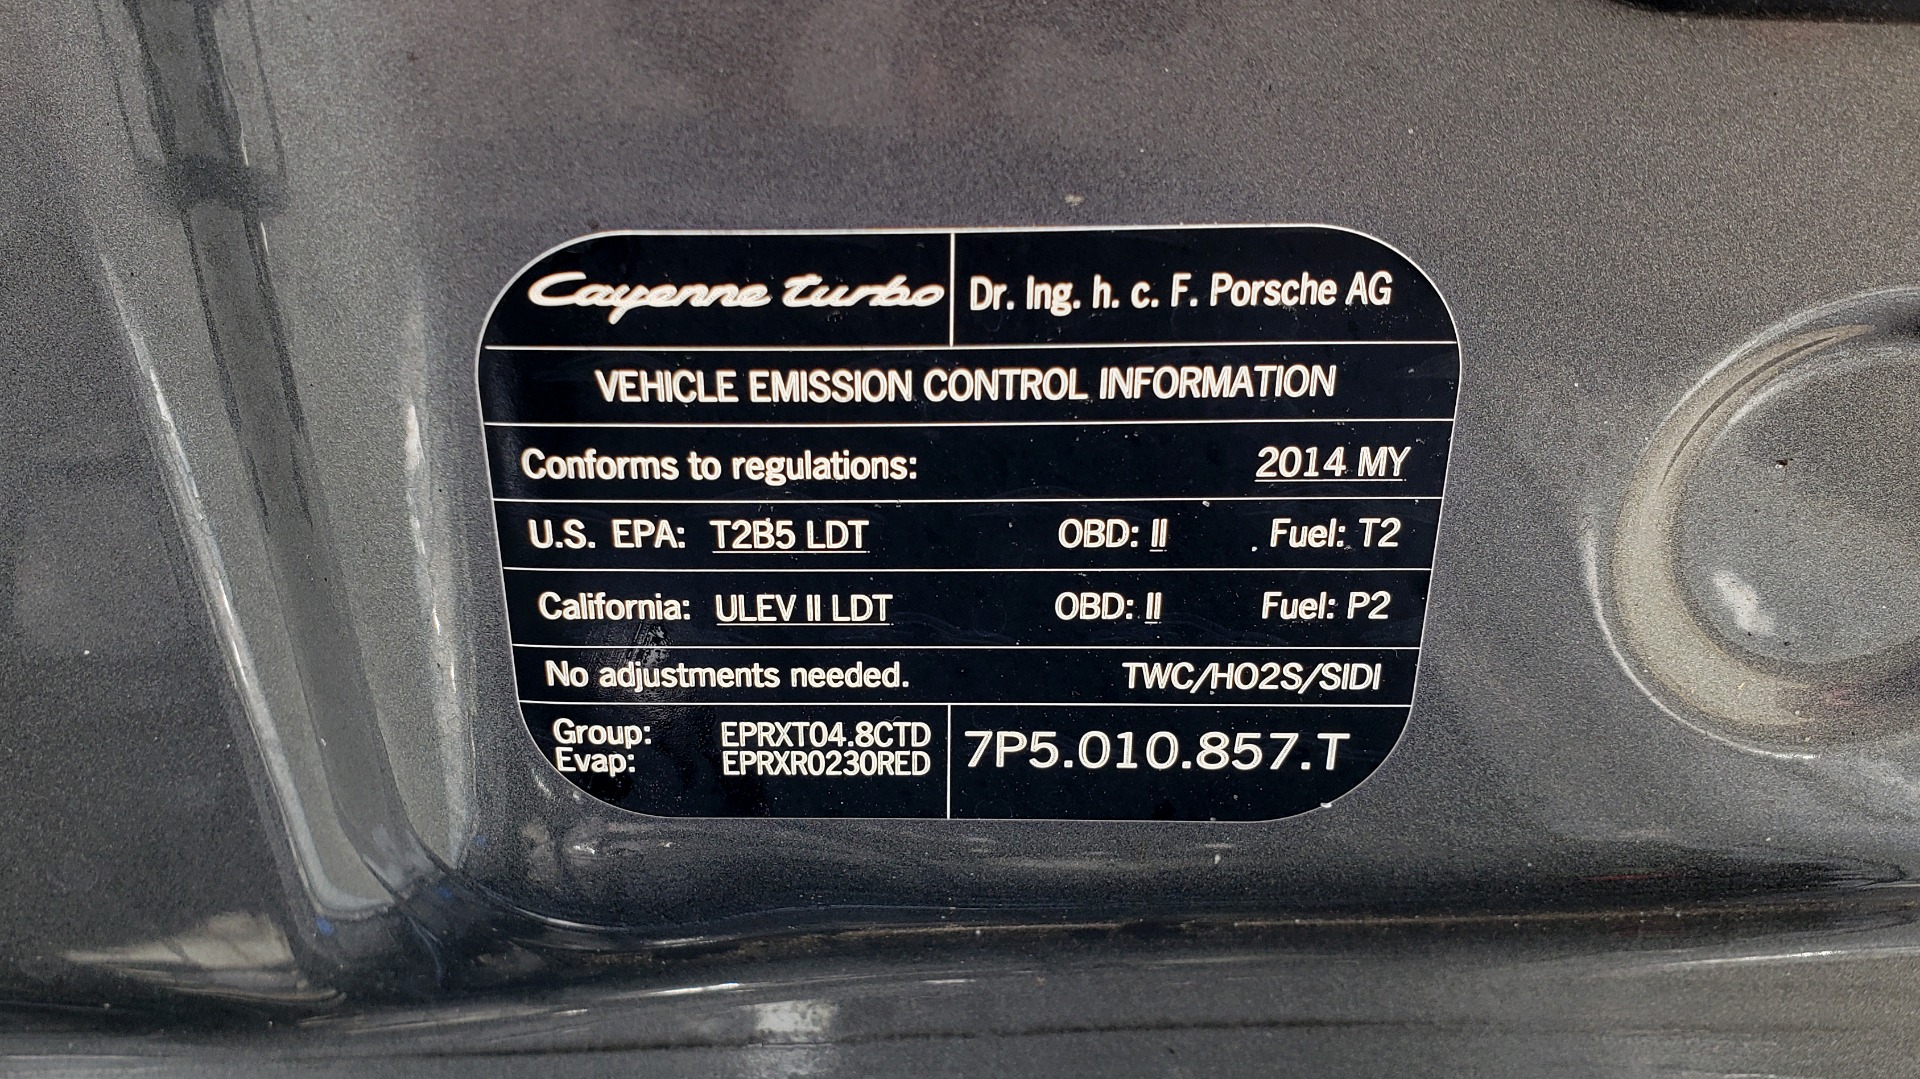 Cayenne turbo Dr. Ing. h. c. F. Porsche AG
VEHICLE EMISSION CONTROL INFORMATION
Conforms to regulations: 2014 MY
U.S. EPA: T2B5 LDT OBD: II Fuel: T2
California: ULEV II LDT OBD: II Fuel: P2
No adjustments needed. TWC/HO2S/SIDI
Group: EPRXT04.8CTD
Evap: EPRXR0230RED
7P5.010.857.T